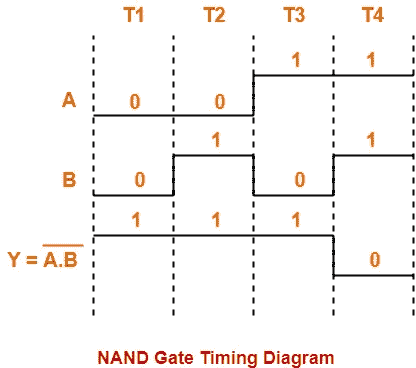 T1 T2 T3 T4
1 1
A 0 0
1 1
B 0 0
1 1 1
Y = A̅.̅B̅ 0
NAND Gate Timing Diagram